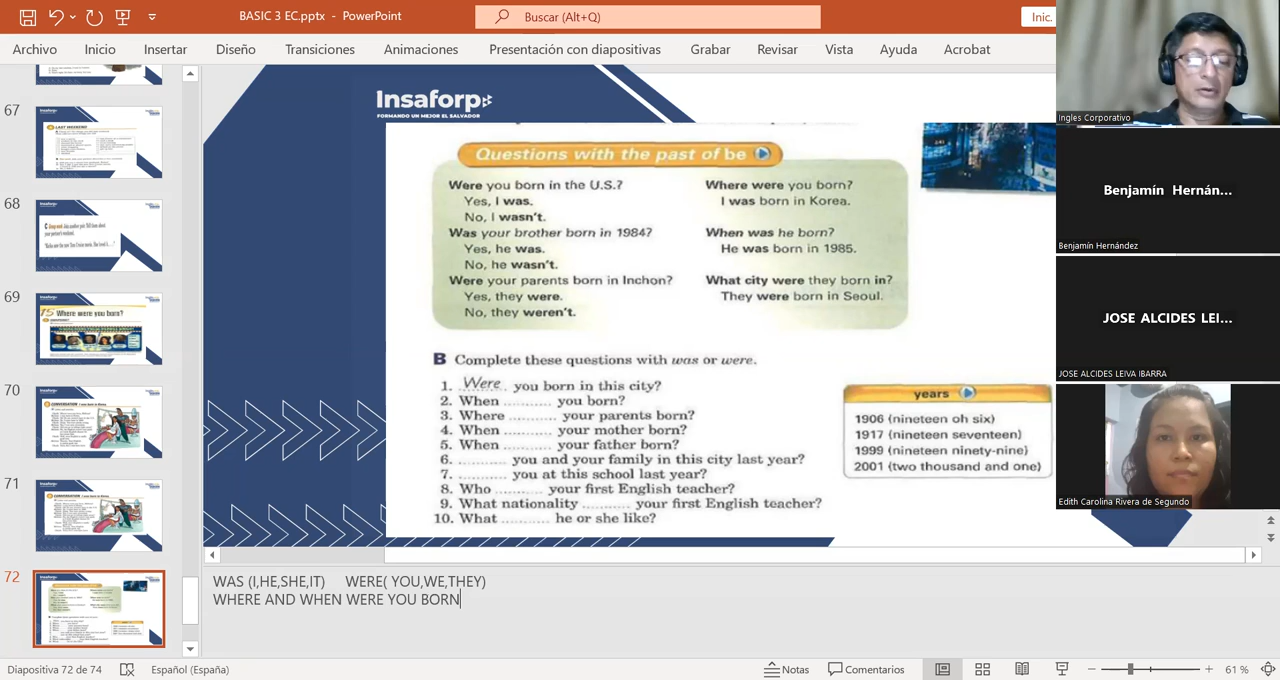 BASIC 3 EC.pptx - PowerPoint
Buscar (Alt+Q)
Inic.
Archivo Inicio Insertar Diseño Transiciones Animaciones Presentación con diapositivas Grabar Revisar Vista Ayuda Acrobat
Ingles Corporativo
Benjamín Hernán...
Benjamín Hernández
JOSE ALCIDES LEI...
JOSE ALCIDES LEIVA IBARRA
Edith Carolina Rivera de Segundo
67
LAST WEEKEND
68
69
15 Where were you born?
70
71
72
Insaforp
FORMANDO UN MEJOR EL SALVADOR
Questions with the past of be
Were you born in the U.S.?
Yes, I was.
No, I wasn't.
Was your brother born in 1984?
Yes, he was.
No, he wasn't.
Were your parents born in Inchon?
Yes, they were.
No, they weren't.
Where were you born?
I was born in Korea.
When was he born?
He was born in 1985.
What city were they born in?
They were born in Seoul.
B Complete these questions with was or were.
1. Were you born in this city?
2. When .......... you born?
3. Where .......... your parents born?
4. When .......... your mother born?
5. When .......... your father born?
6. .......... you and your family in this city last year?
7. .......... you at this school last year?
8. Who .......... your first English teacher?
9. What nationality .......... your first English teacher?
10. What .......... he or she like?
years
1906 (nineteen oh six)
1917 (nineteen seventeen)
1999 (nineteen ninety-nine)
2001 (two thousand and one)
WAS (I,HE,SHE,IT) WERE( YOU,WE,THEY)
WHERE AND WHEN WERE YOU BORN
Diapositiva 72 de 74 Español (España) Notas Comentarios 61 %